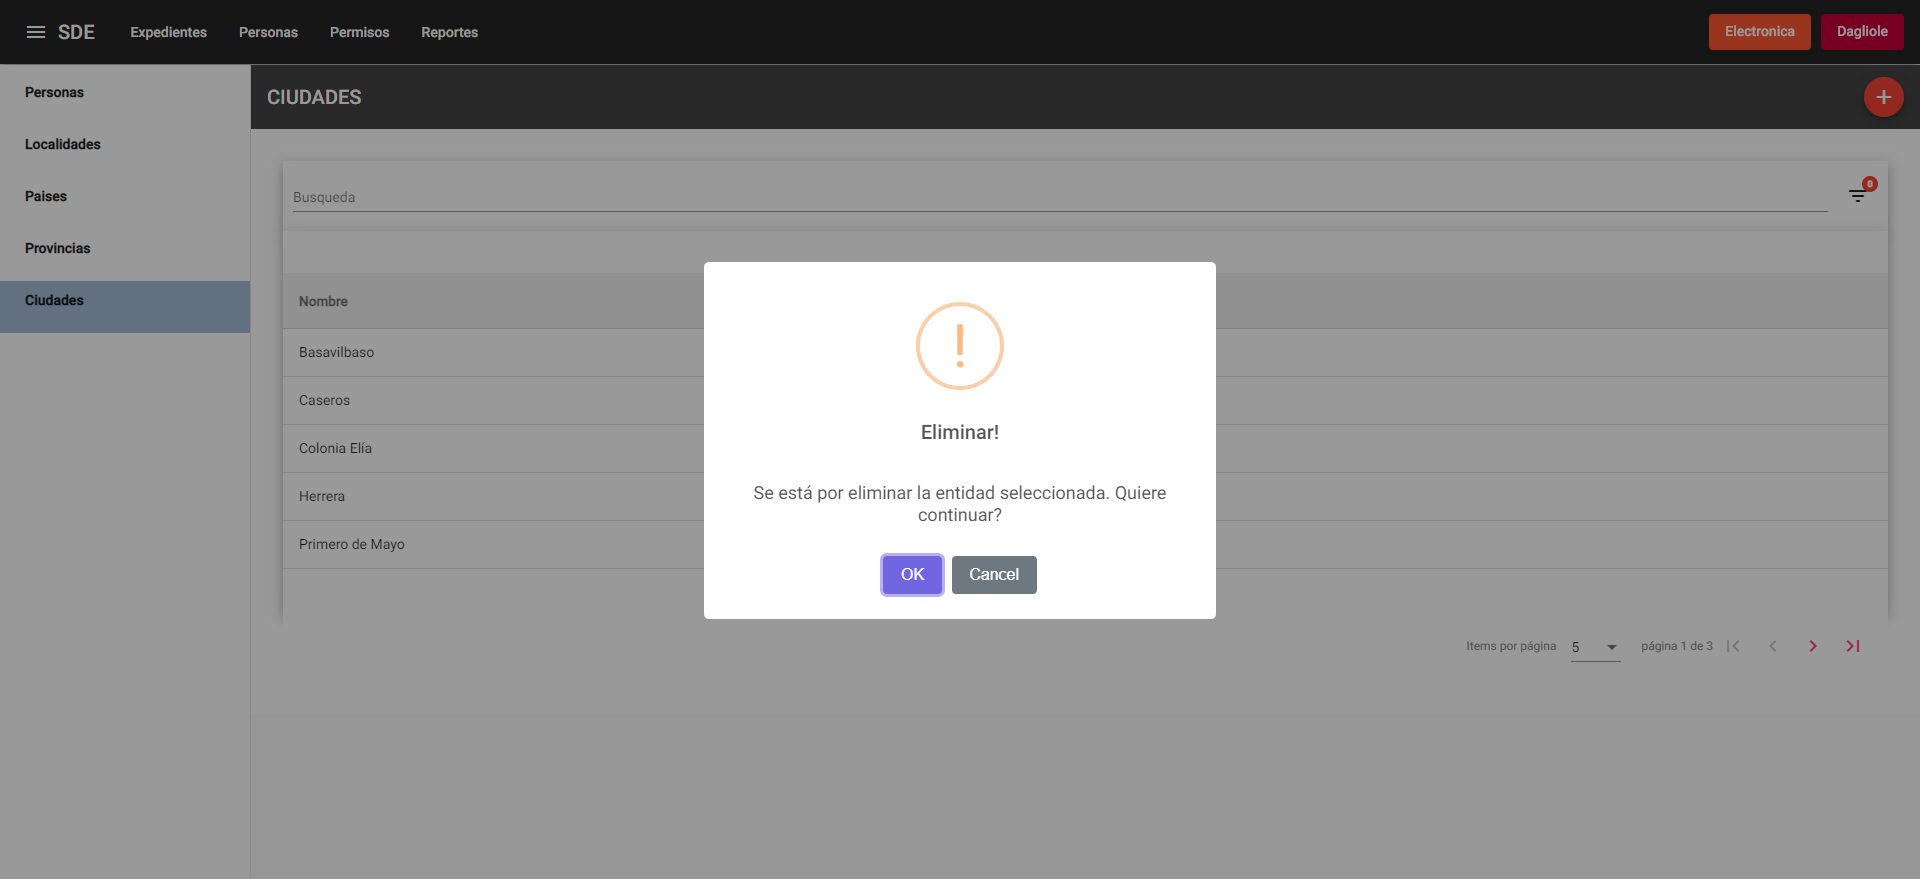 SDE
Expedientes
Personas
Permisos
Reportes
Electronica
Dagliole
Personas
Localidades
Paises
Provincias
Ciudades
CIUDADES
Busqueda
0
Nombre
Basavilbaso
Caseros
Colonia Elía
Herrera
Primero de Mayo
Eliminar!
Se está por eliminar la entidad seleccionada. Quiere
continuar?
OK
Cancel
Items por página
5
página 1 de 3